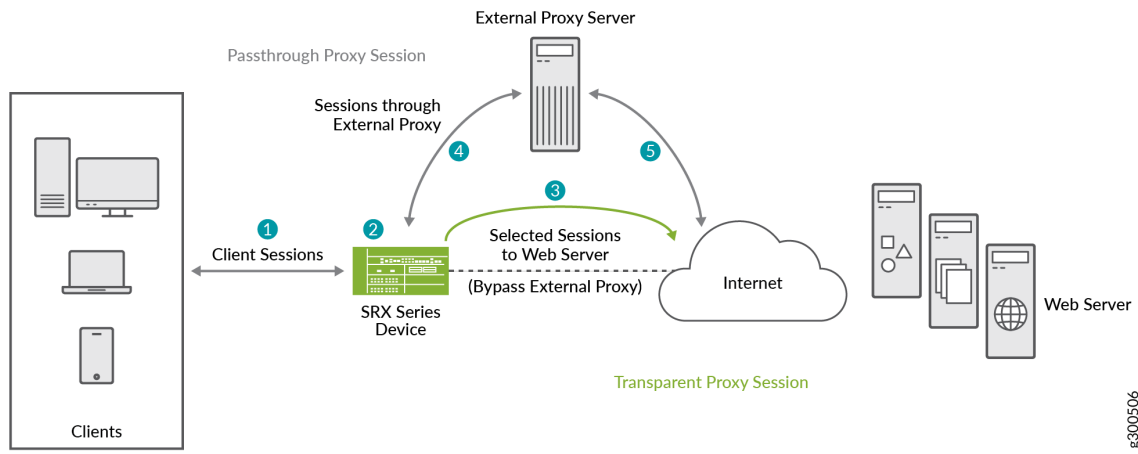 External Proxy Server
Passthrough Proxy Session
Sessions through
External Proxy
4
5
3
1
2
Client Sessions
Selected Sessions
to Web Server
(Bypass External Proxy)
Internet
SRX Series
Device
Web Server
Transparent Proxy Session
Clients
g300506